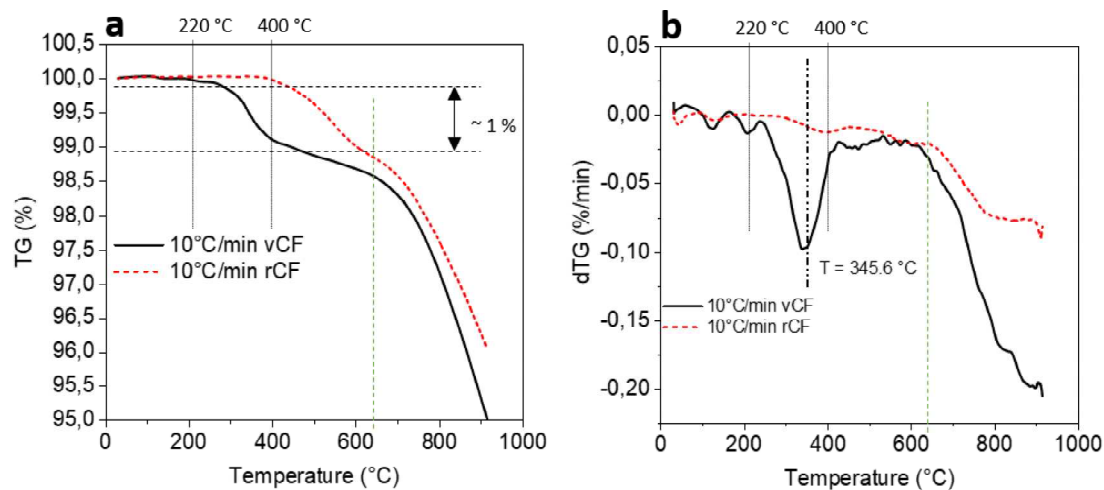 a
220 °C
400 °C
100,5
100,0
99,5
99,0
98,5
98,0
97,5
97,0
96,5
96,0
95,5
95,0
TG (%)
~ 1 %
10°C/min vCF
10°C/min rCF
0
200
400
600
800
1000
Temperature (°C)
b
220 °C
400 °C
0,05
0,00
-0,05
-0,10
-0,15
-0,20
dTG (%/min)
T = 345.6 °C
10°C/min vCF
10°C/min rCF
0
200
400
600
800
1000
Temperature (°C)